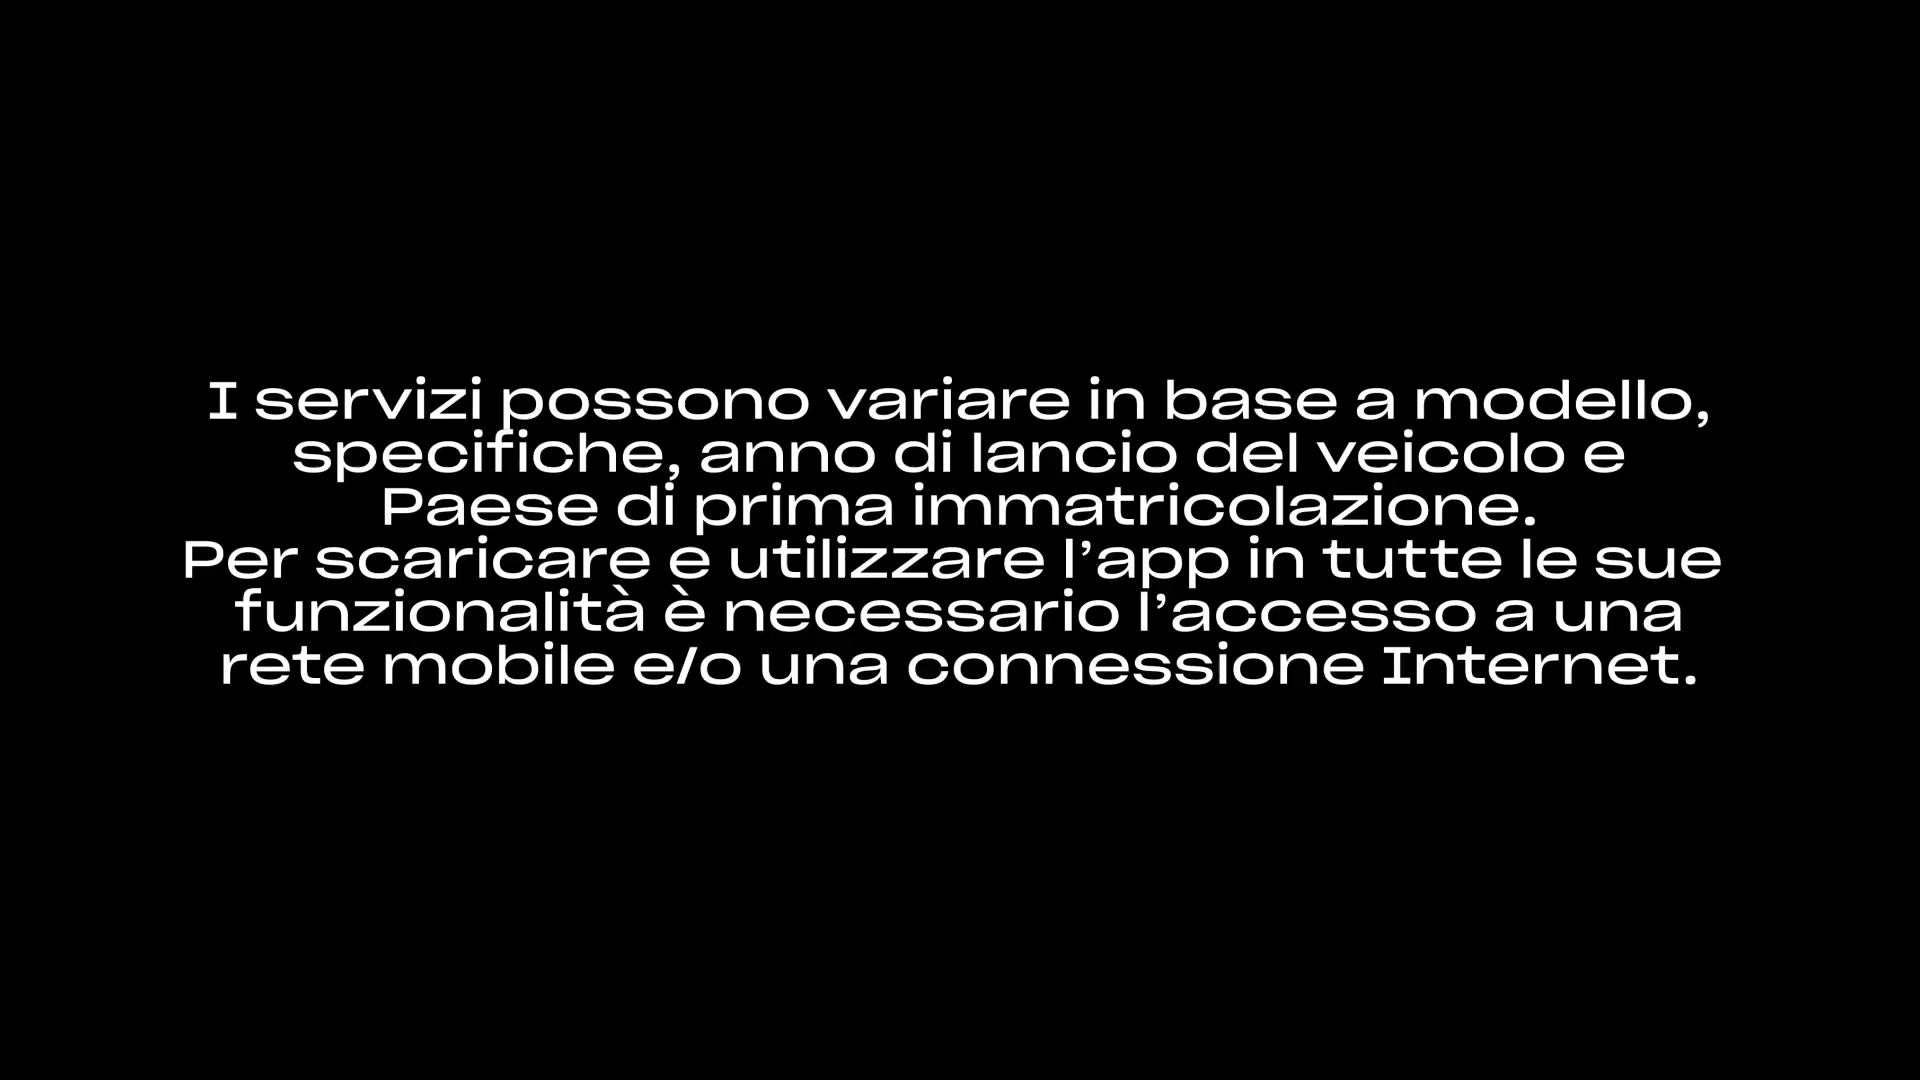 I servizi possono variare in base a modello,
specifiche, anno di lancio del veicolo e
Paese di prima immatricolazione.
Per scaricare e utilizzare l’app in tutte le sue
funzionalità è necessario l’accesso a una
rete mobile e/o una connessione Internet.